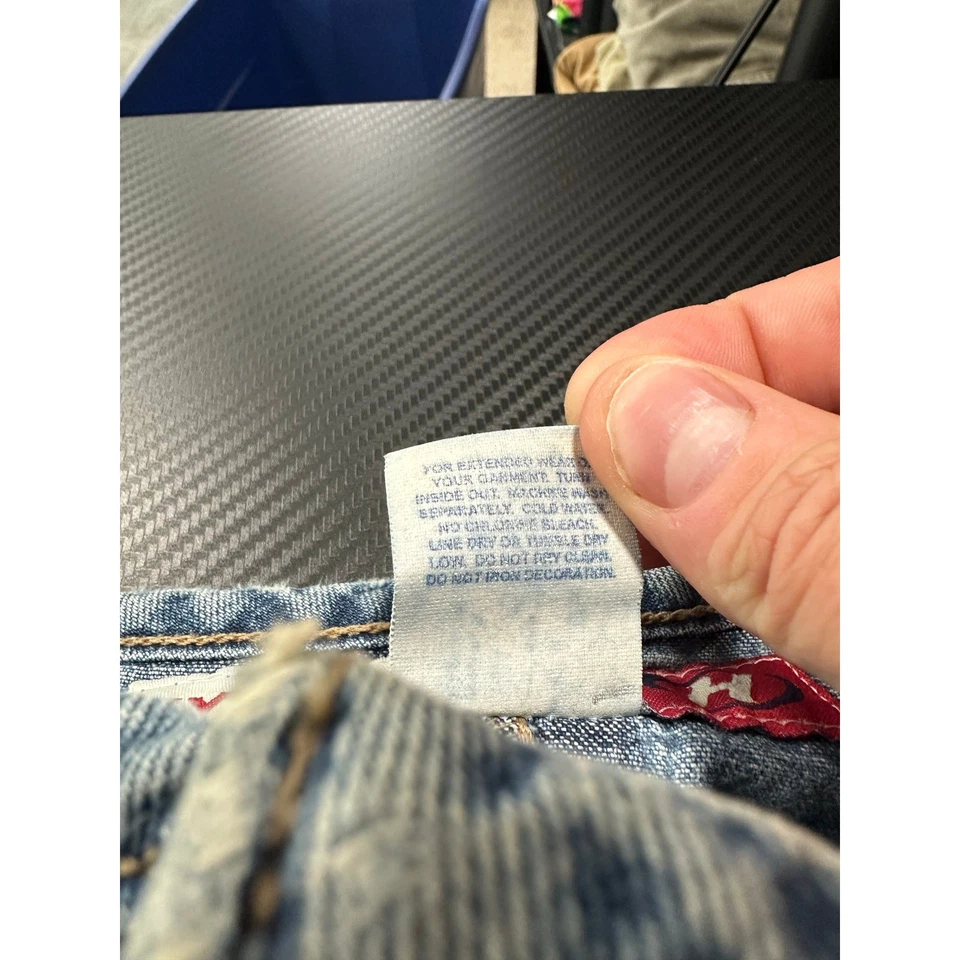 FOR EXTENDED WEAR O
YOUR GARMENT. TURN
INSIDE OUT. MACHINE WASH
SEPARATELY. COLD WATER.
NO CHLORINE BLEACH.
LINE DRY OR TUMBLE DRY
LOW. DO NOT DRY CLEAN.
DO NOT IRON DECORATION.